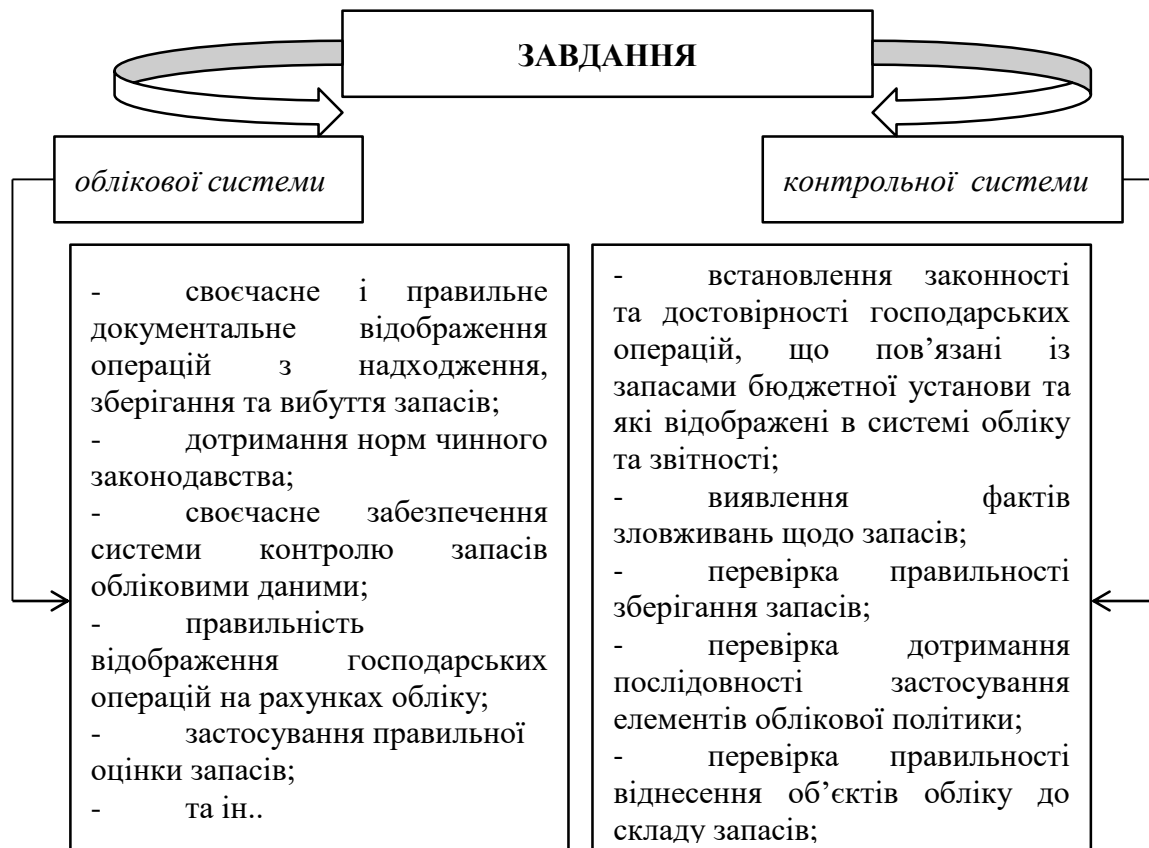 ЗАВДАННЯ
облікової системи
контрольної системи
- своєчасне і правильне
документальне відображення
операцій з надходження,
зберігання та вибуття запасів;
- дотримання норм чинного
законодавства;
- своєчасне забезпечення
системи контролю запасів
обліковими даними;
- правильність
відображення господарських
операцій на рахунках обліку;
- застосування правильної
оцінки запасів;
- та ін..
- встановлення законності
та достовірності господарських
операцій, що пов’язані із
запасами бюджетної установи та
які відображені в системі обліку
та звітності;
- виявлення фактів
зловживань щодо запасів;
- перевірка правильності
зберігання запасів;
- перевірка дотримання
послідовності застосування
елементів облікової політики;
- перевірка правильності
віднесення об’єктів обліку до
складу запасів;